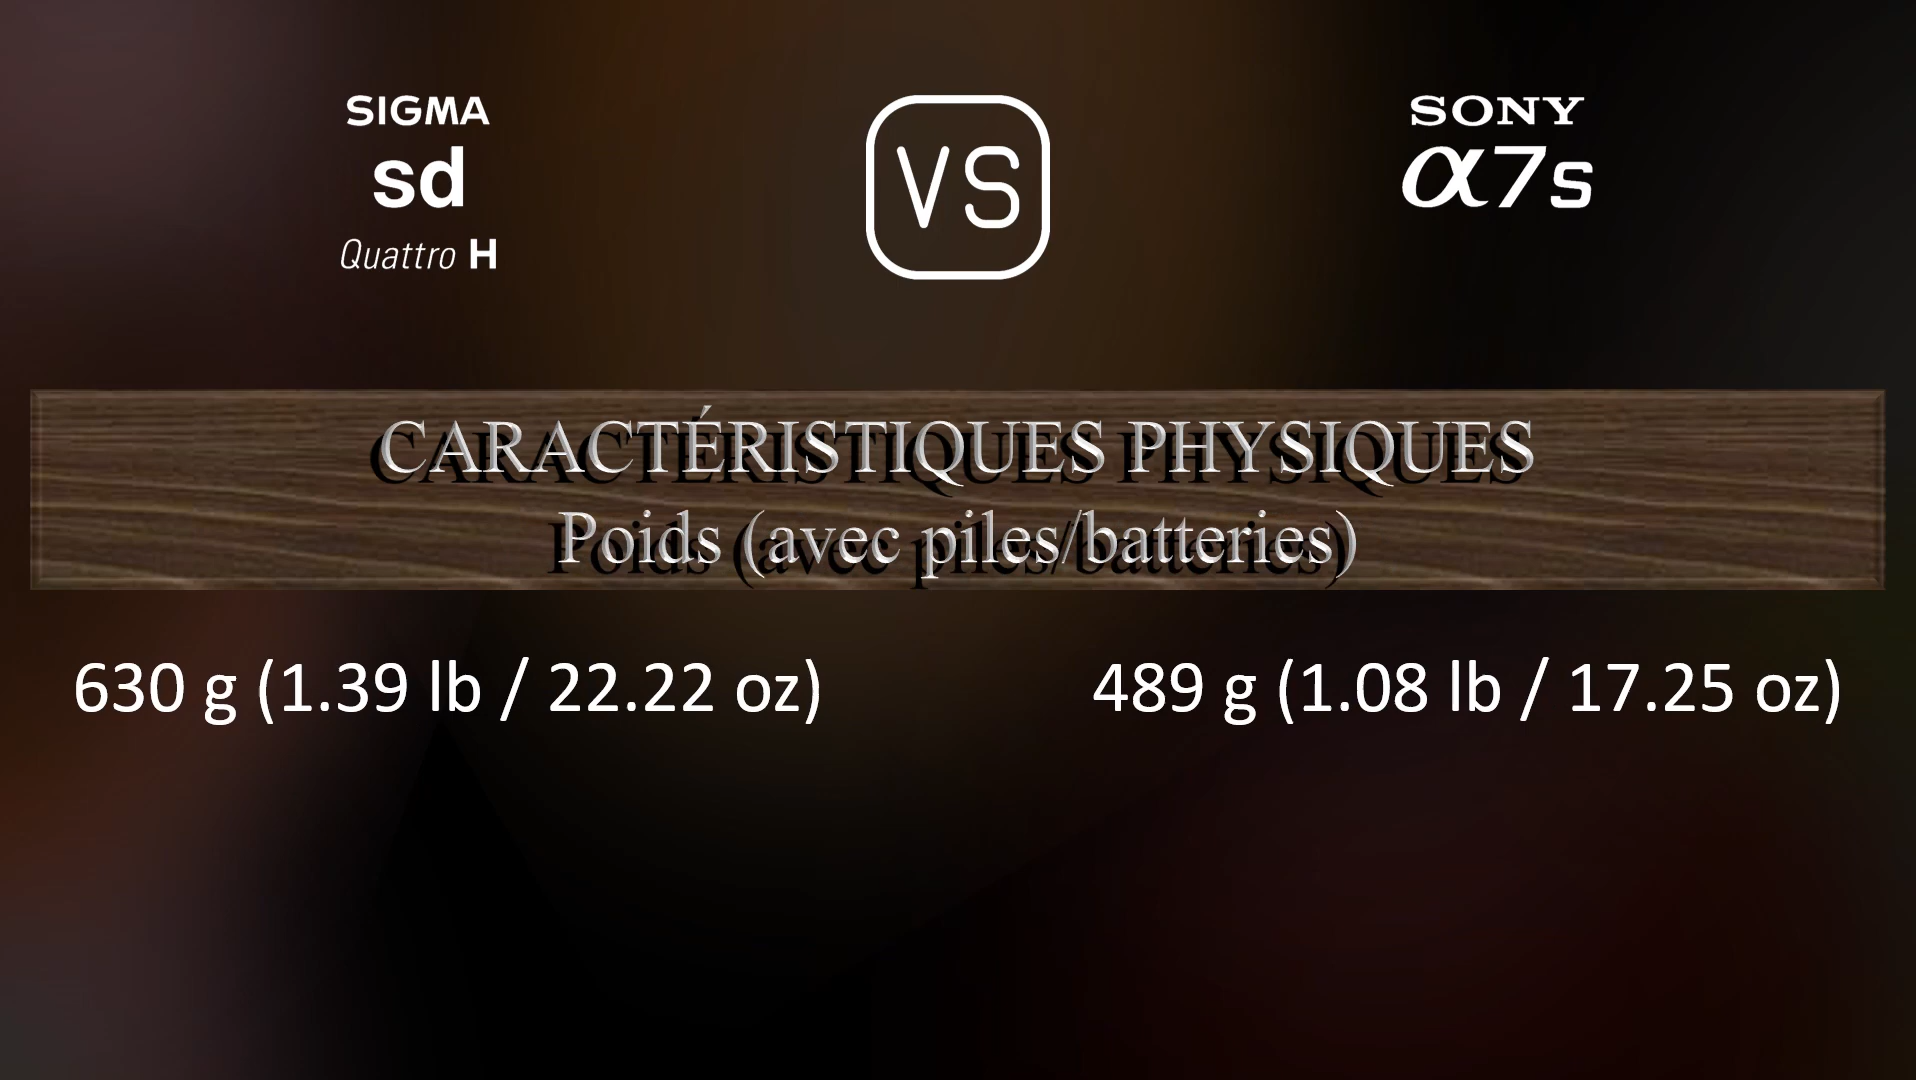 SIGMA
sd
Quattro H
VS
SONY
α7s
CARACTÉRISTIQUES PHYSIQUES
Poids (avec piles/batteries)
630 g (1.39 lb / 22.22 oz)
489 g (1.08 lb / 17.25 oz)